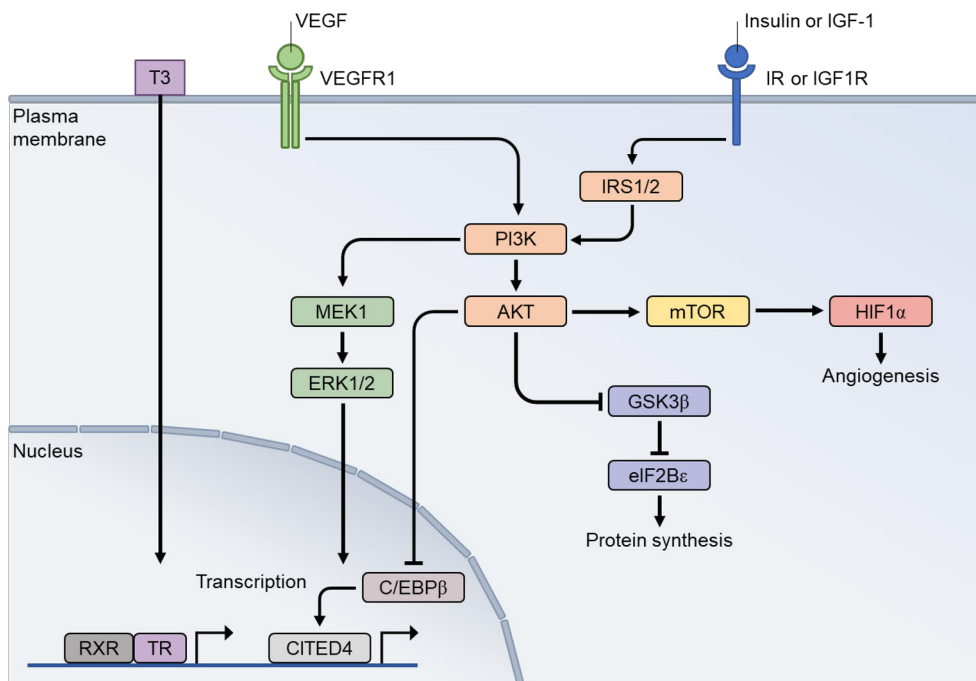 VEGF
Insulin or IGF-1
T3
VEGFR1
IR or IGF1R
Plasma
membrane
IRS1/2
PI3K
MEK1
AKT
mTOR
HIF1α
ERK1/2
Angiogenesis
GSK3β
Nucleus
eIF2Bε
Protein synthesis
Transcription
C/EBPβ
RXR
TR
CITED4